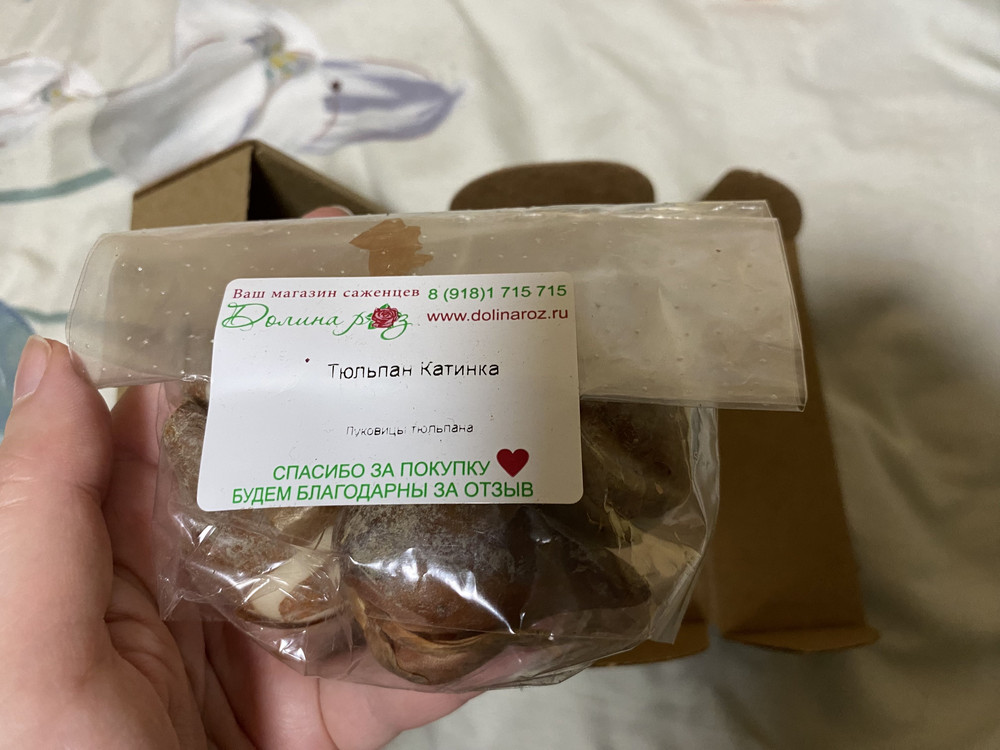 Ваш магазин саженцев 8 (918)1 715 715
Долина роз www.dolinaroz.ru
Тюльпан Катинка
Луковицы тюльпана
СПАСИБО ЗА ПОКУПКУ
БУДЕМ БЛАГОДАРНЫ ЗА ОТЗЫВ